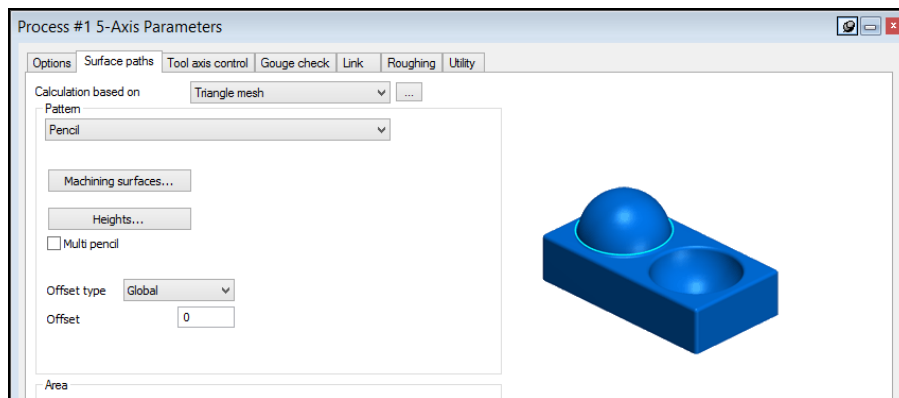 Process #1 5-Axis Parameters
Options Surface paths Tool axis control Gouge check Link Roughing Utility
Calculation based on Triangle mesh ...
Pattern
Pencil
Machining surfaces...
Heights...
Multi pencil
Offset type Global
Offset 0
Area